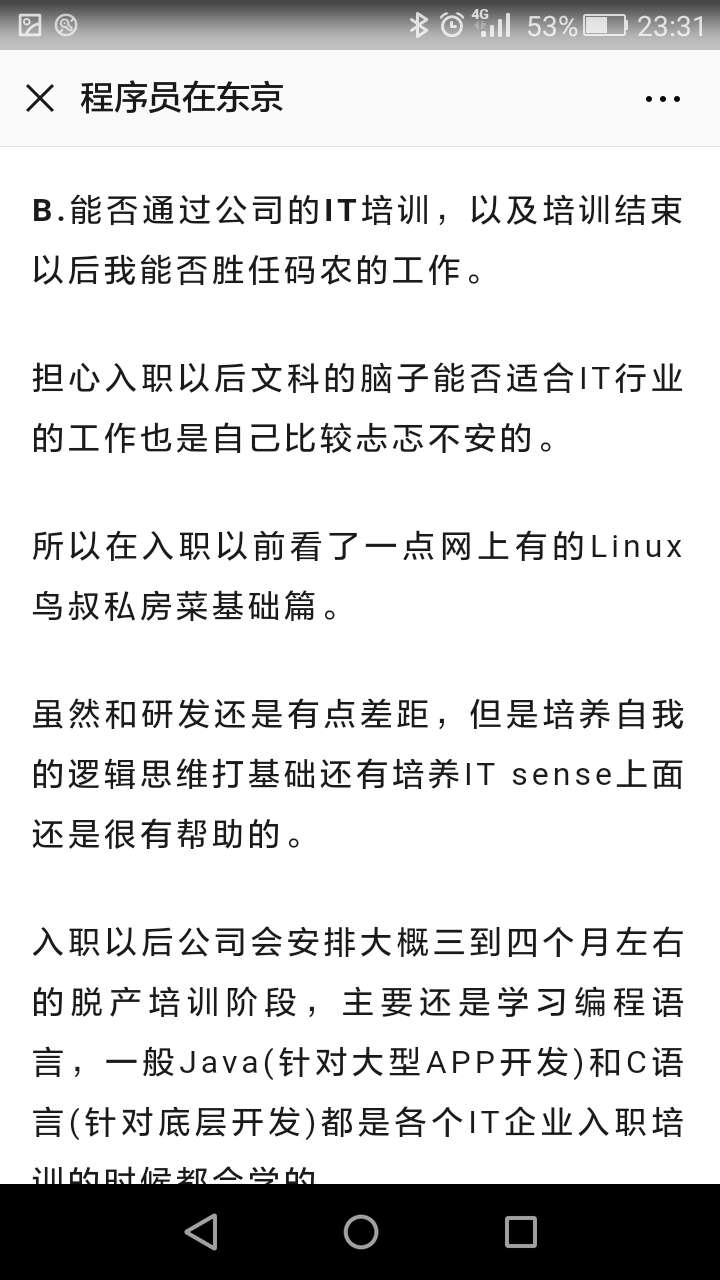 4G 53% 23:31
程序员在东京
B.能否通过公司的IT培训，以及培训结束
以后我能否胜任码农的工作。
担心入职以后文科的脑子能否适合IT行业
的工作也是自己比较忐忑不安的。
所以在入职以前看了一点网上有的Linux
鸟叔私房菜基础篇。
虽然和研发还是有点差距，但是培养自我
的逻辑思维打基础还有培养IT sense上面
还是很有帮助的。
入职以后公司会安排大概三到四个月左右
的脱产培训阶段，主要还是学习编程语
言，一般Java(针对大型APP开发)和C语
言(针对底层开发)都是各个IT企业入职培
训的时候都会学的